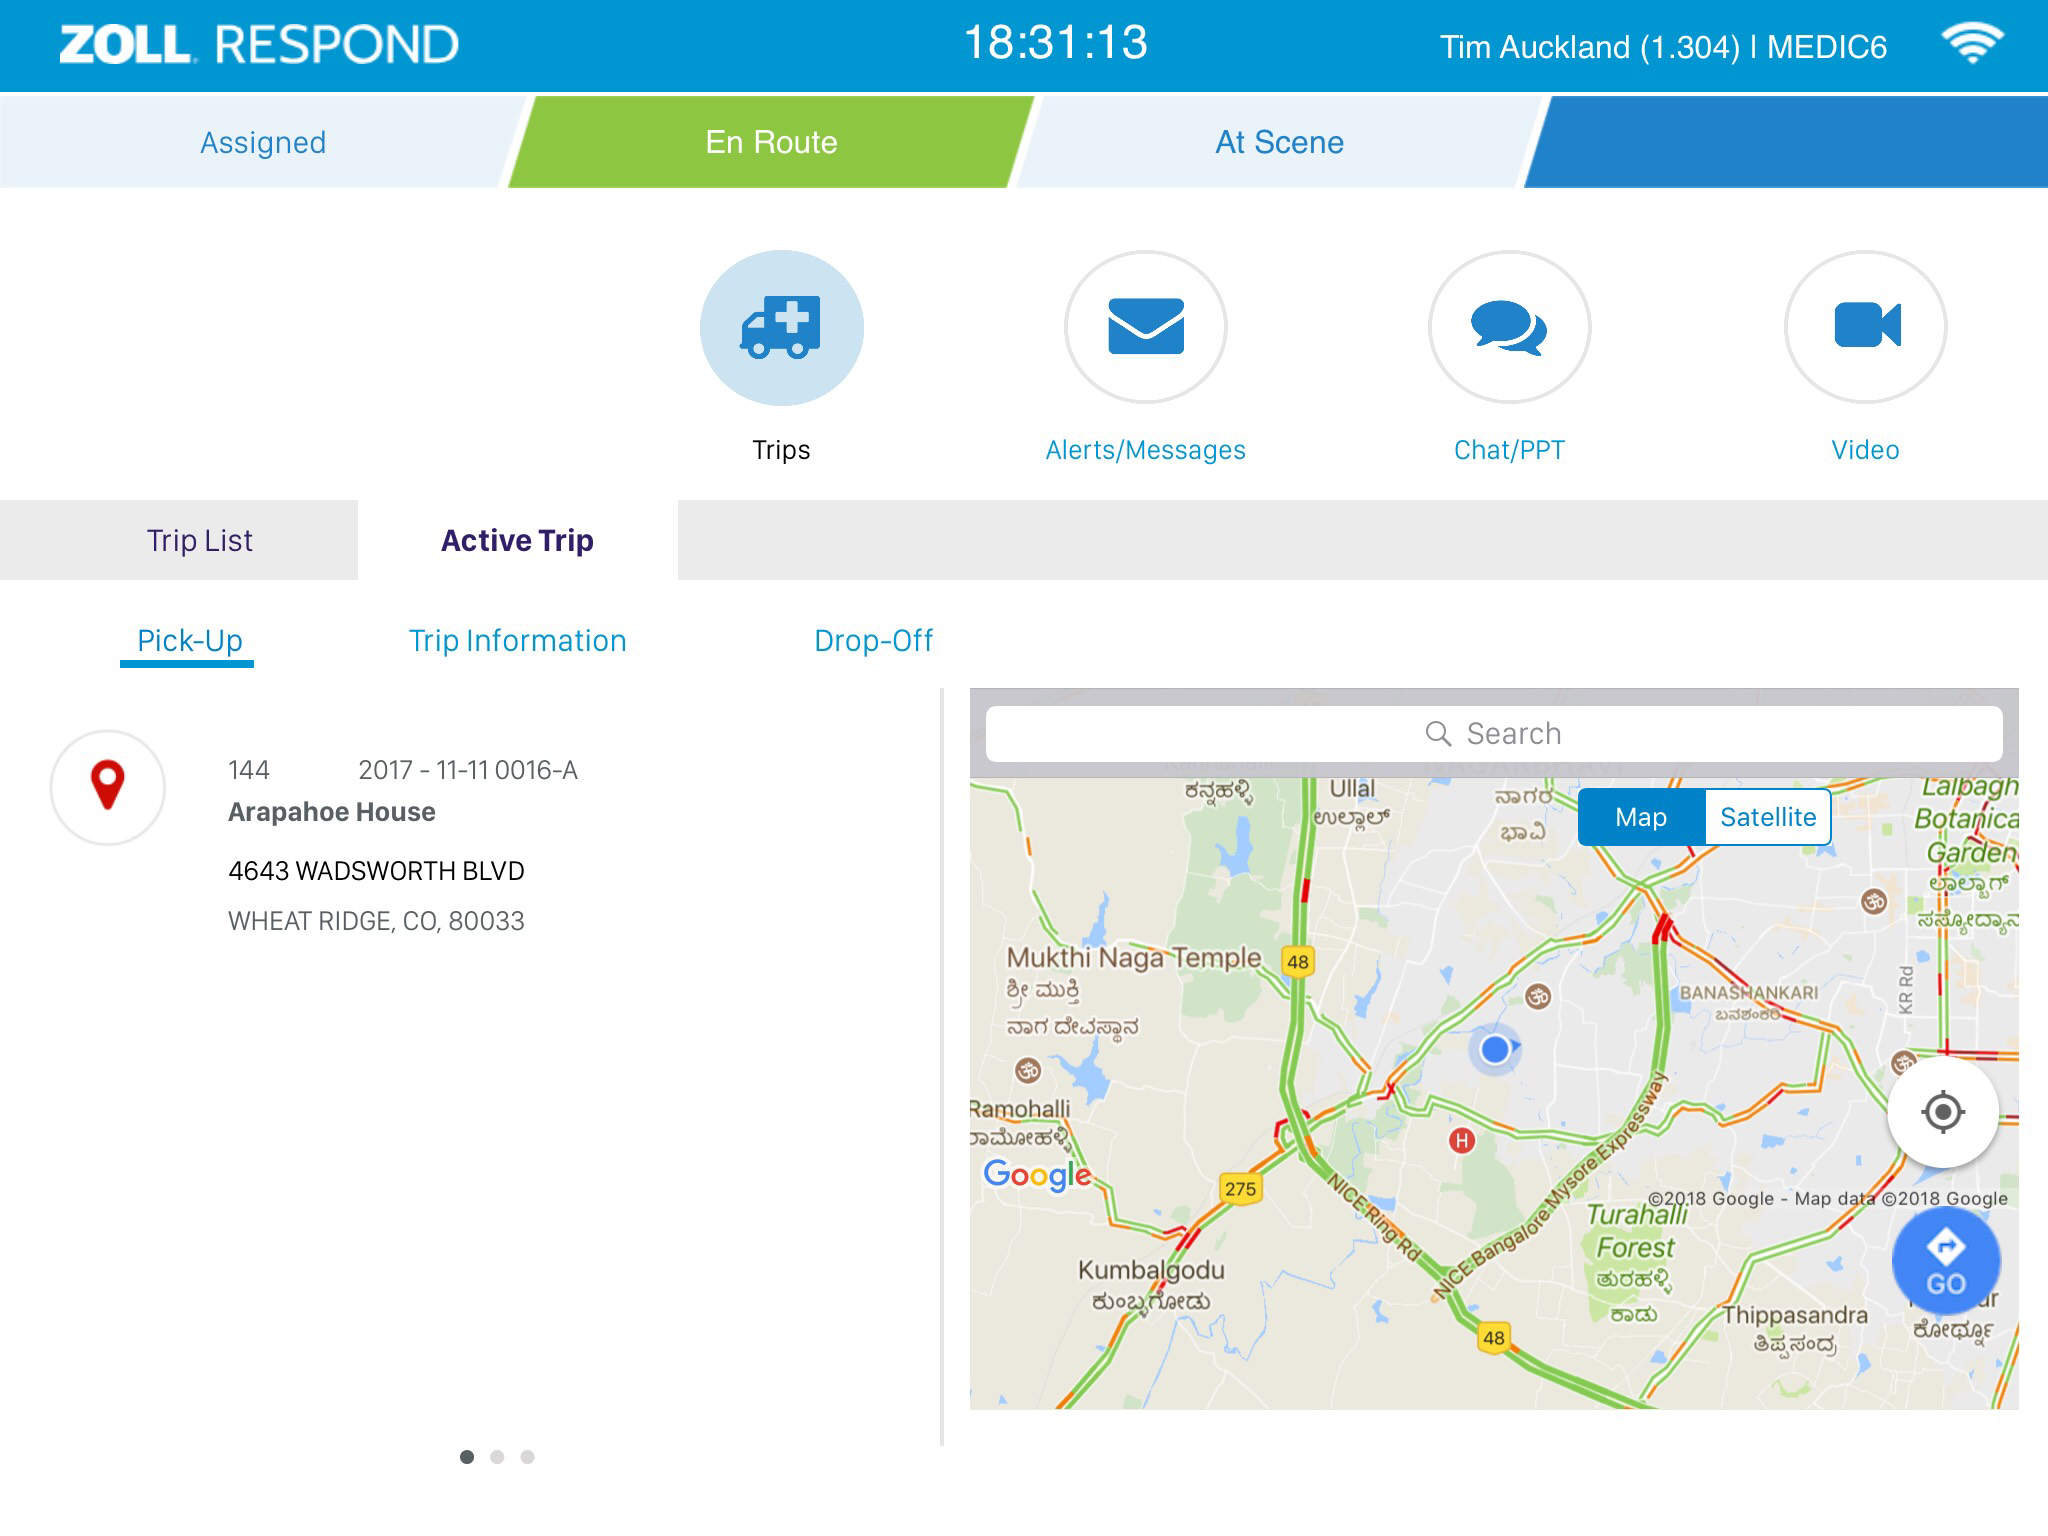 ZOLL RESPOND
18:31:13
Tim Auckland (1.304) | MEDIC6
Assigned
En Route
At Scene
Trips
Alerts/Messages
Chat/PPT
Video
Trip List
Active Trip
Pick-Up
Trip Information
Drop-Off
144 2017 - 11-11 0016-A
Arapahoe House
4643 WADSWORTH BLVD
WHEAT RIDGE, CO, 80033
Search
Map
Satellite
ಕನ್ನಹಳ್ಳಿ
Ullal
ಉಲ್ಲಾಳ್
ನಾಗರ
ಭಾವಿ
Lalbagh
Botanica
Garden
ಲಾಲ್ಬಾಗ್
ಸಸ್ಯೋದ್ಯಾನ
Mukthi Naga Temple
ಶ್ರೀ ಮುಕ್ತಿ
ನಾಗ ದೇವಸ್ಥಾನ
48
BANASHANKARI
ಬನಶಂಕರಿ
KR Rd
Ramohalli
ರಾಮೋಹಳ್ಳಿ
H
Google
275
NICE Ring Rd
NICE Bangalore Mysore Expressway
©2018 Google - Map data ©2018 Google
Turahalli
Forest
ತುರಹಳ್ಳಿ
ಕಾಡು
GO
Kumbalgodu
ಕುಂಬ್ಳಗೋಡು
Thippasandra
ತಿಪ್ಪಸಂದ್ರ
48